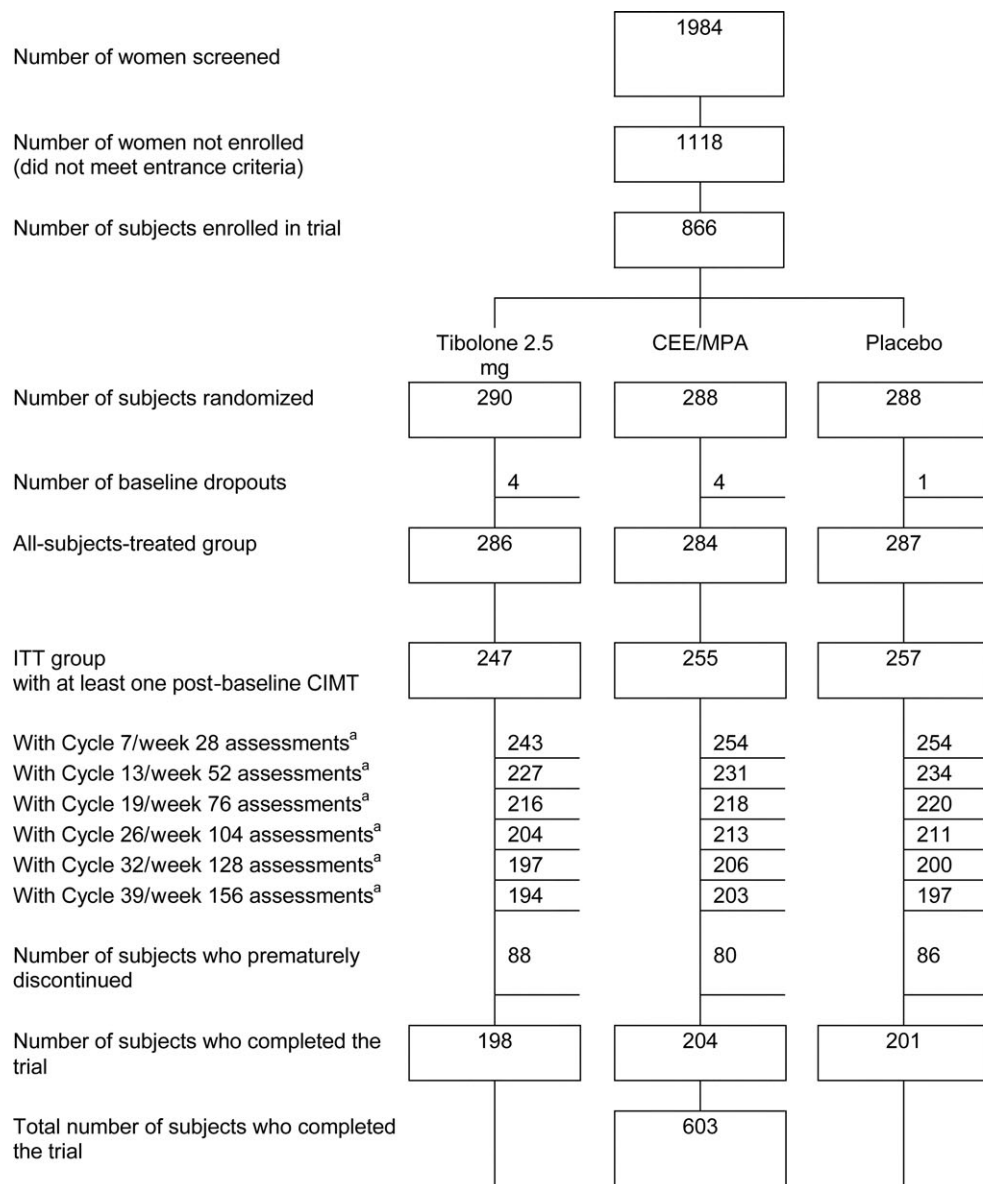 Number of women screened 1984
Number of women not enrolled 1118
(did not meet entrance criteria)
Number of subjects enrolled in trial 866
Tibolone 2.5 CEE/MPA Placebo
mg
Number of subjects randomized 290 288 288
Number of baseline dropouts 4 4 1
All-subjects-treated group 286 284 287
ITT group 247 255 257
with at least one post-baseline CIMT
With Cycle 7/week 28 assessmentsᵃ 243 254 254
With Cycle 13/week 52 assessmentsᵃ 227 231 234
With Cycle 19/week 76 assessmentsᵃ 216 218 220
With Cycle 26/week 104 assessmentsᵃ 204 213 211
With Cycle 32/week 128 assessmentsᵃ 197 206 200
With Cycle 39/week 156 assessmentsᵃ 194 203 197
Number of subjects who prematurely 88 80 86
discontinued
Number of subjects who completed the 198 204 201
trial
Total number of subjects who completed 603
the trial